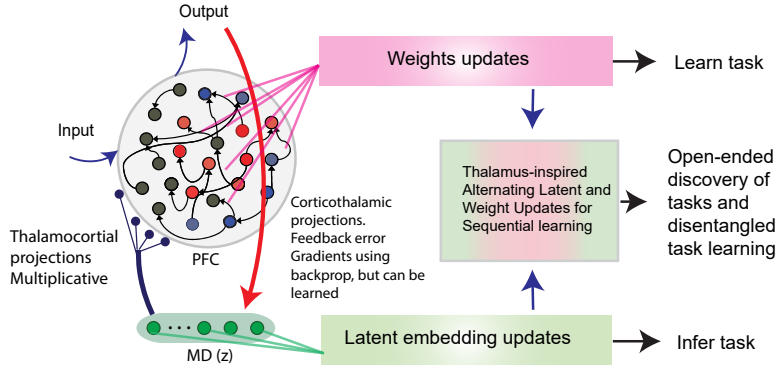 Output
Weights updates
Learn task
Input
Thalamus-inspired
Alternating Latent and
Weight Updates for
Sequential learning
Open-ended
discovery of
tasks and
disentangled
task learning
Corticothalamic
projections.
Feedback error
Gradients using
backprop, but can be
learned
Thalamocortial
projections
Multiplicative
PFC
MD (z)
Latent embedding updates
Infer task